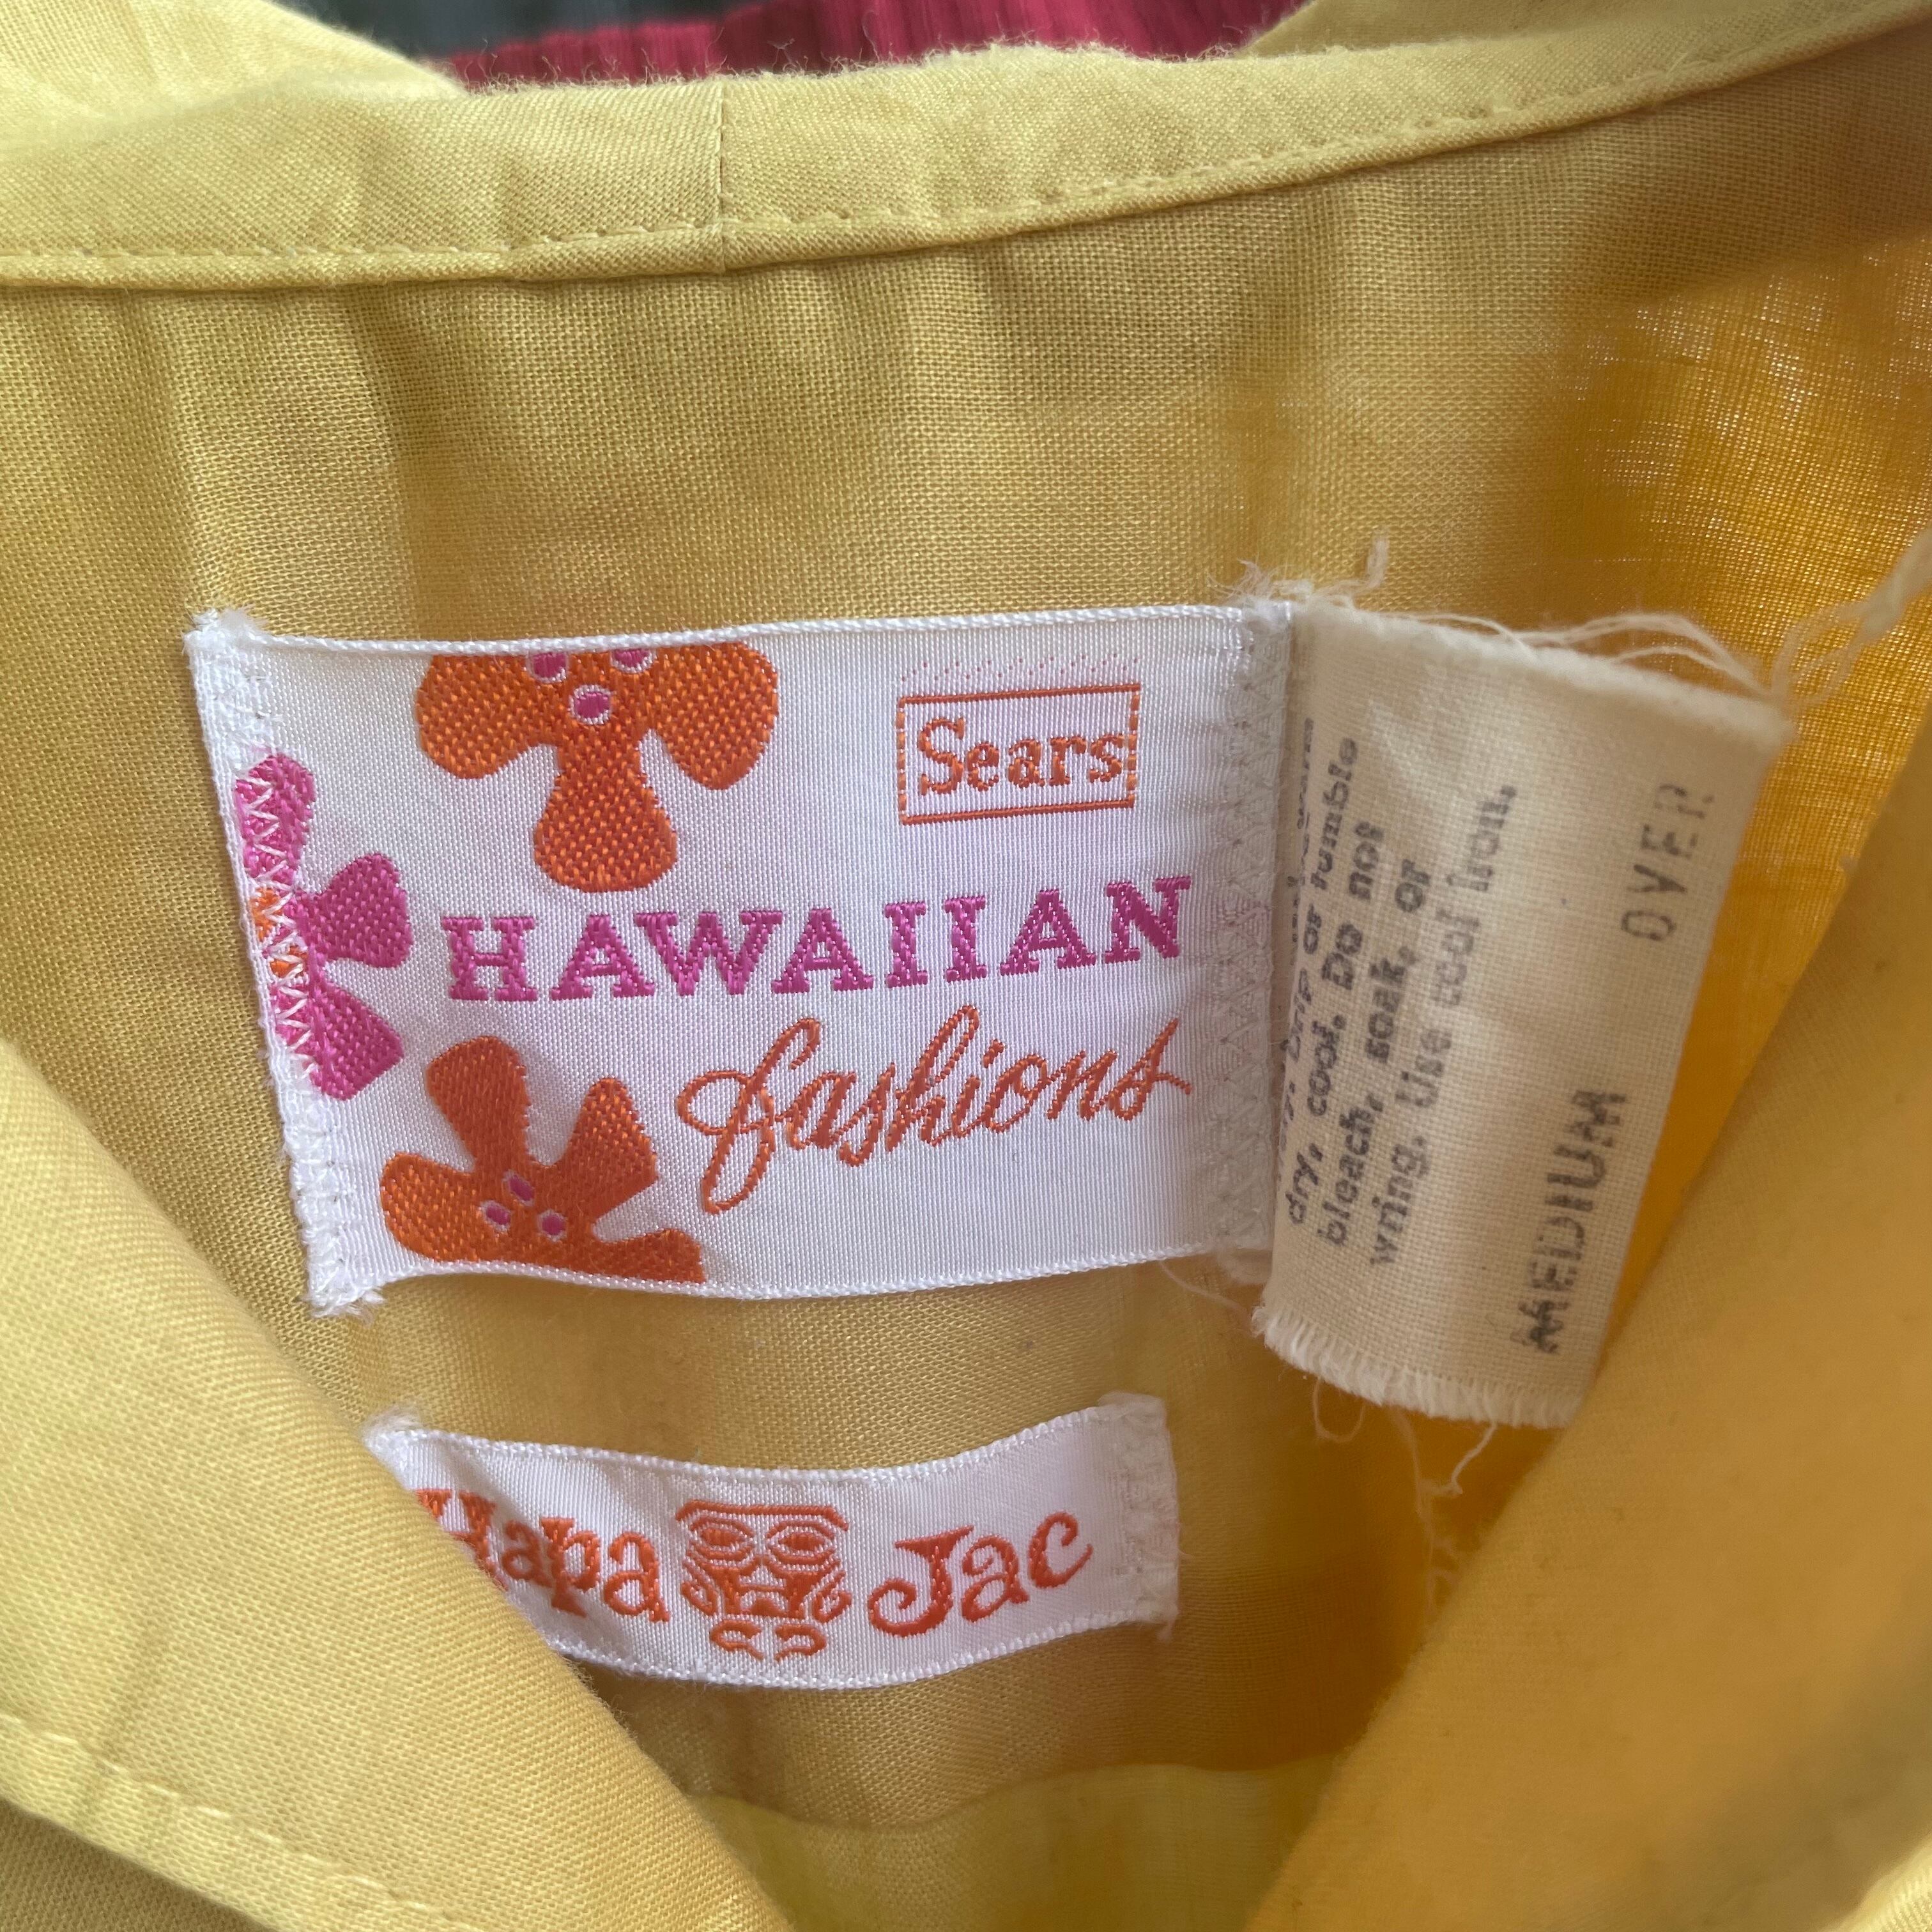 Sears
HAWAIIAN
fashions
Hapa Jac
Drip or tumble
dry, cool. Do not
bleach, soak, or
wring. Use cool iron.
MEDIUM
OVER